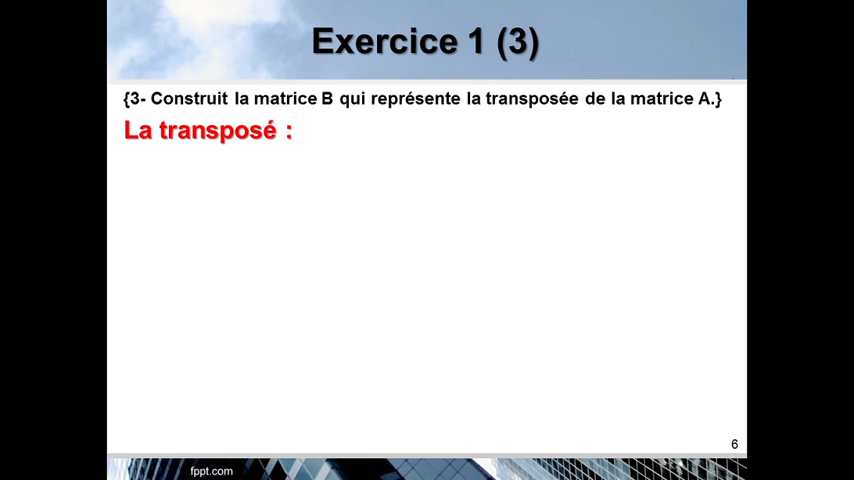 Exercice 1 (3)
{3- Construit la matrice B qui représente la transposée de la matrice A.}
La transposé :
6
fppt.com